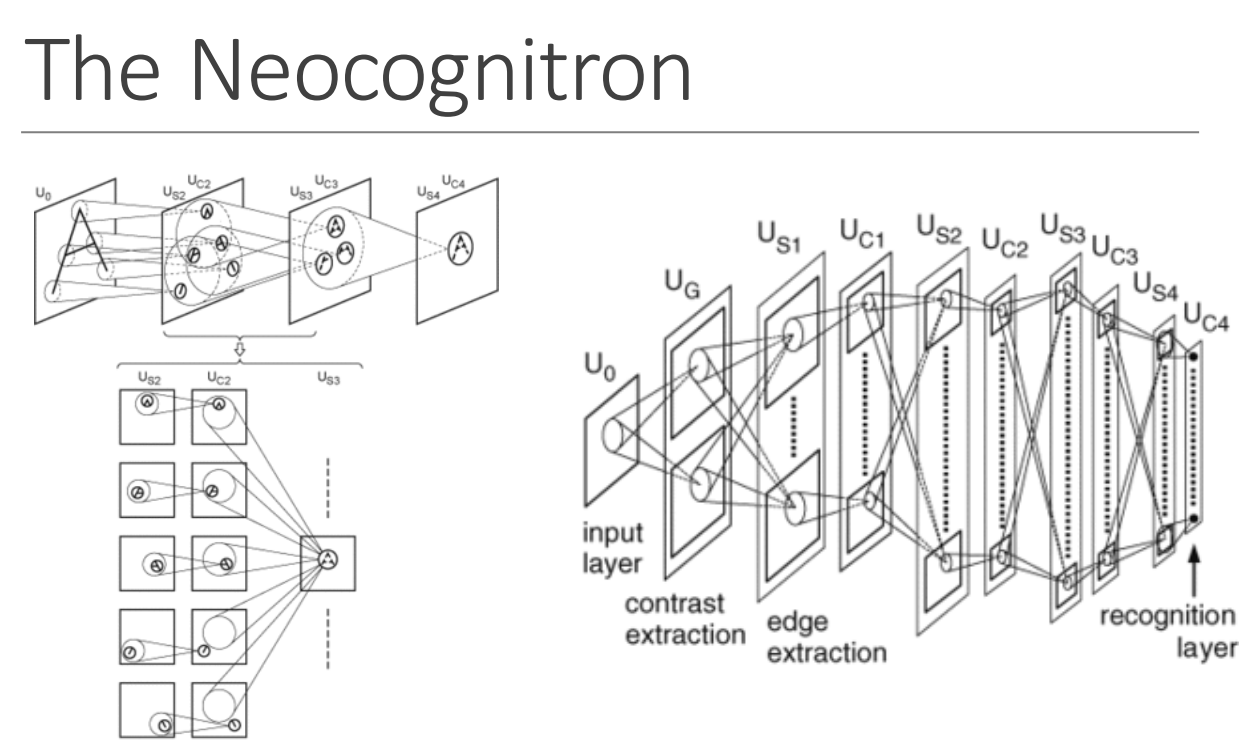 The Neocognitron
U0
US2
UC2
US3
UC3
US4
UC4
US2
UC2
US3
U0
UG
US1
UC1
US2
UC2
US3
UC3
US4
UC4
input
layer
contrast
extraction
edge
extraction
recognition
layer